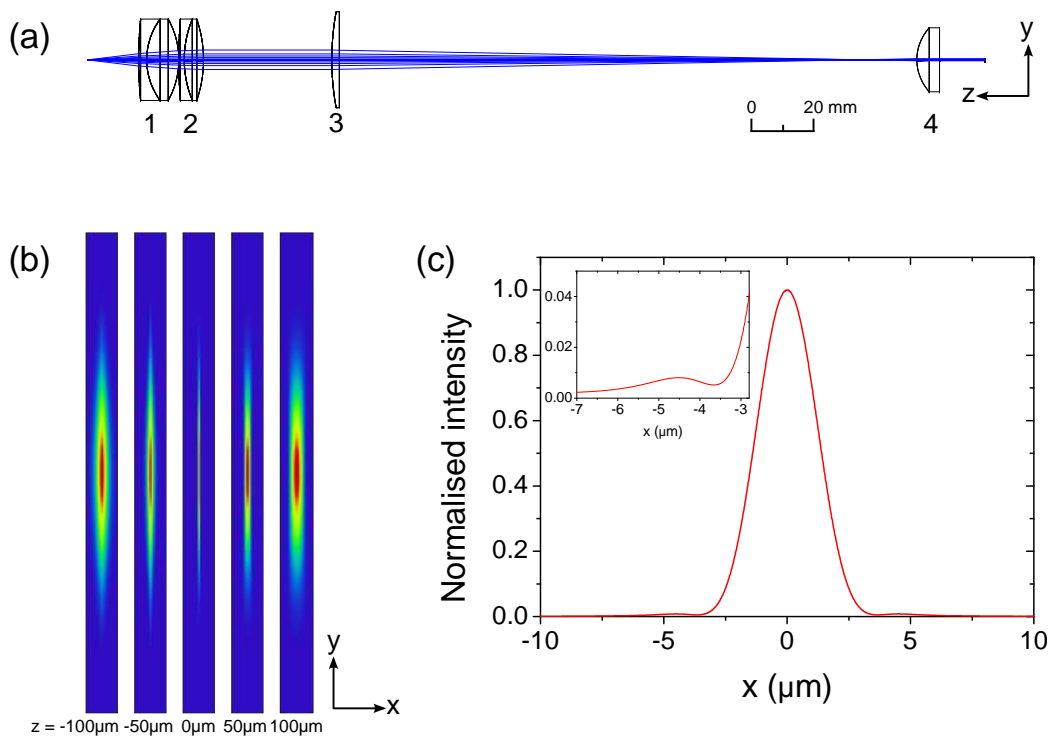 (a)
1 2 3 4
0 20 mm
y
z
(b)
z = -100µm -50µm 0µm 50µm 100µm
y
x
(c)
Normalised intensity
1.0
0.8
0.6
0.4
0.2
0.0
-10 -5 0 5 10
x (µm)
0.04
0.02
0.00
-7 -6 -5 -4 -3
x (µm)